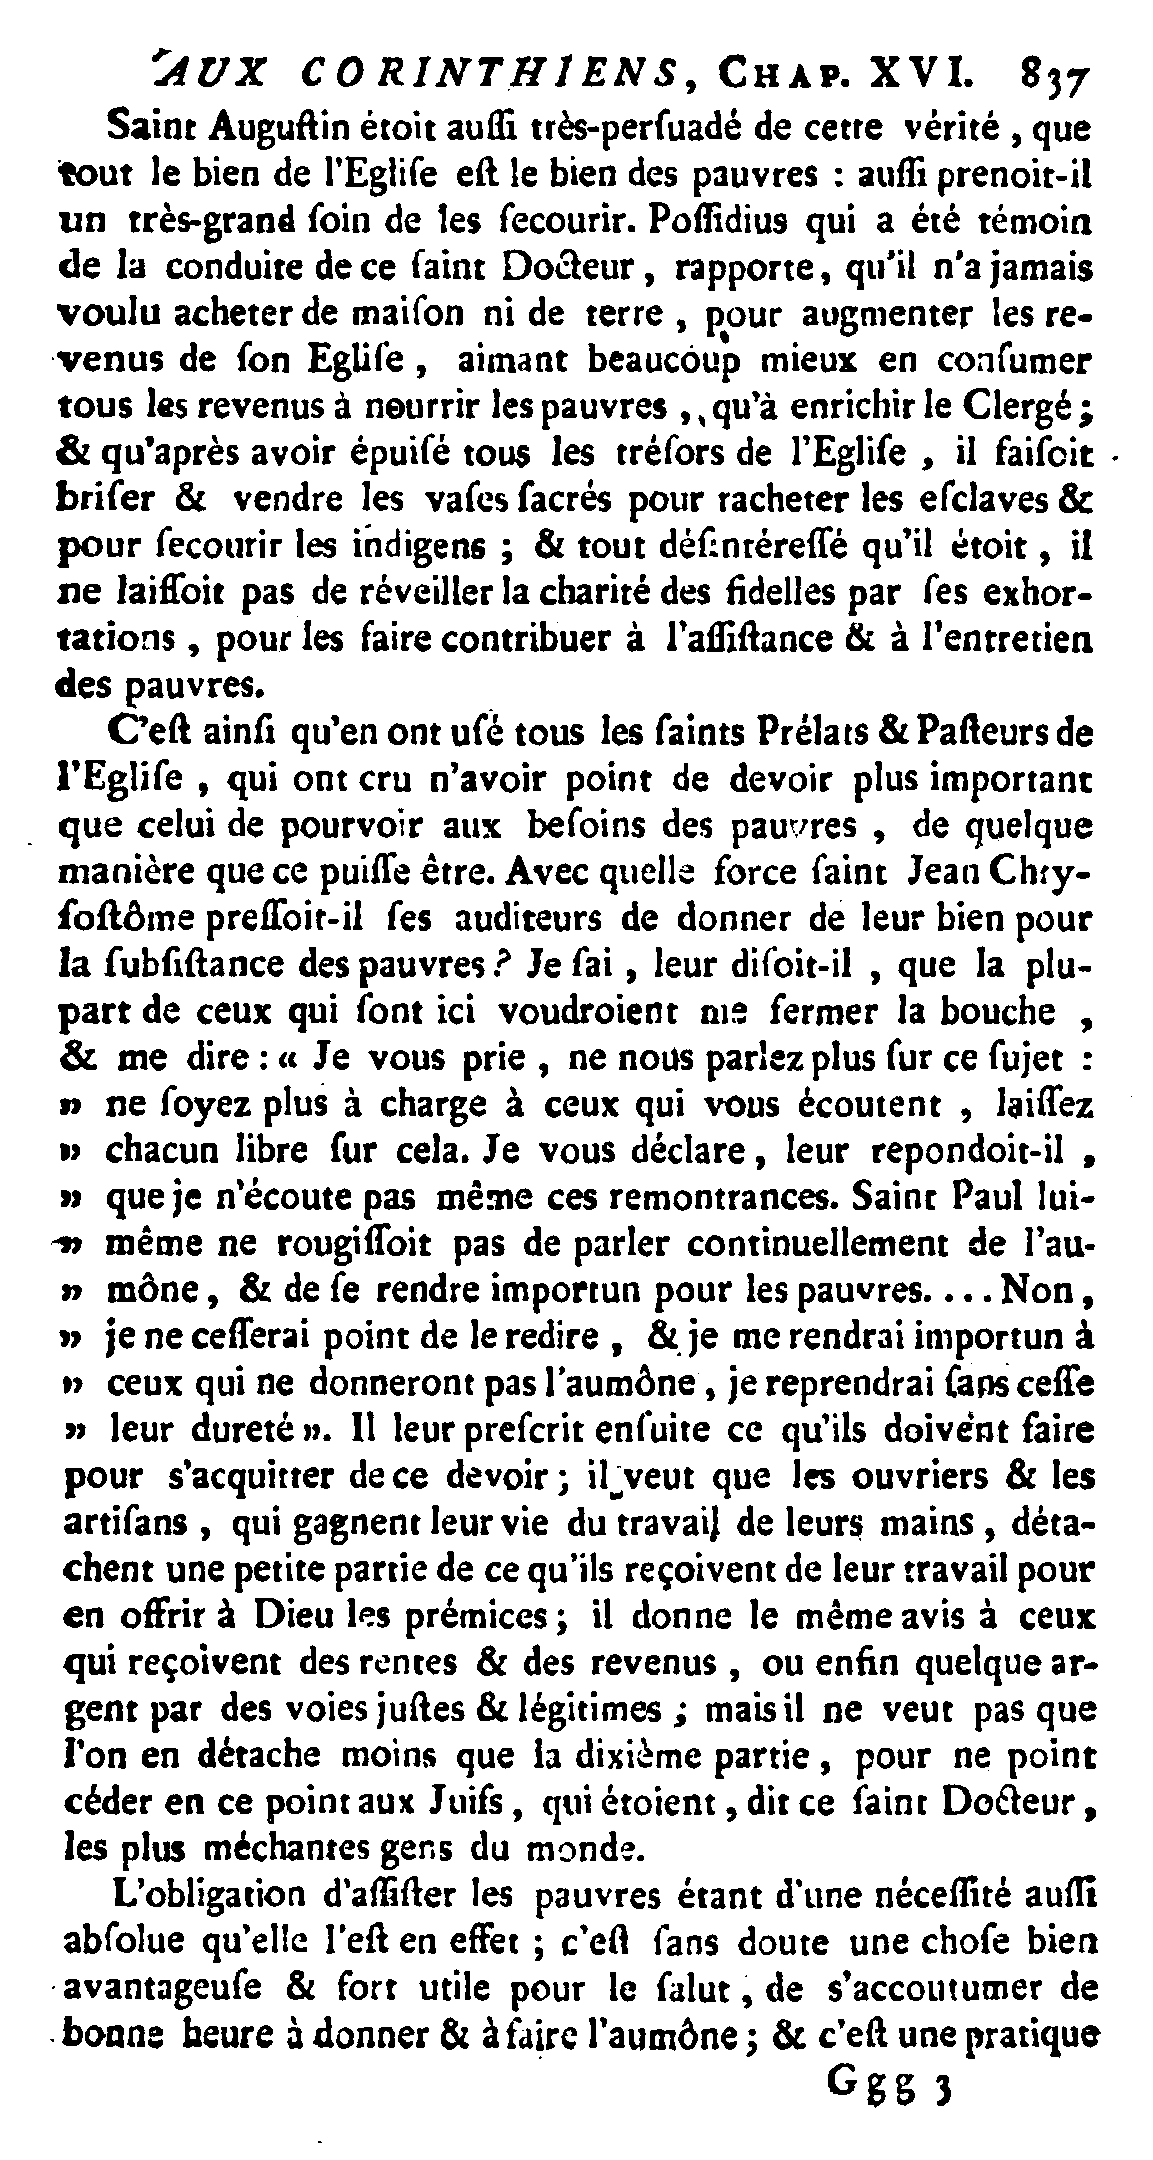 AUX CORINTHIENS, CHAP. XVI. 837
Saint Auguſtin étoit auſſi très-perſuadé de cette vérité, que
tout le bien de l'Egliſe eſt le bien des pauvres : auſſi prenoit-il
un très-grand ſoin de les ſecourir. Poſſidius qui a été témoin
de la conduite de ce ſaint Docteur, rapporte, qu'il n'a jamais
voulu acheter de maiſon ni de terre, pour augmenter les re-
venus de ſon Egliſe, aimant beaucoup mieux en conſumer
tous les revenus à nourrir les pauvres, qu'à enrichir le Clergé ;
& qu'après avoir épuiſé tous les tréſors de l'Egliſe, il faiſoit
briſer & vendre les vaſes ſacrés pour racheter les eſclaves &
pour ſecourir les indigens ; & tout déſintéreſſé qu'il étoit, il
ne laiſſoit pas de réveiller la charité des fidelles par ſes exhor-
tations, pour les faire contribuer à l'aſſiſtance & à l'entretien
des pauvres.
C'eſt ainſi qu'en ont uſé tous les ſaints Prélats & Paſteurs de
l'Egliſe, qui ont cru n'avoir point de devoir plus important
que celui de pourvoir aux beſoins des pauvres, de quelque
manière que ce puiſſe être. Avec quelle force ſaint Jean Chry-
ſoſtôme preſſoit-il ſes auditeurs de donner de leur bien pour
la ſubſiſtance des pauvres ? Je ſai, leur diſoit-il, que la plu-
part de ceux qui ſont ici voudroient me fermer la bouche,
& me dire : « Je vous prie, ne nous parlez plus ſur ce ſujet :
» ne ſoyez plus à charge à ceux qui vous écoutent, laiſſez
» chacun libre ſur cela. Je vous déclare, leur repondoit-il,
» que je n'écoute pas même ces remontrances. Saint Paul lui-
» même ne rougiſſoit pas de parler continuellement de l'au-
» mône, & de ſe rendre importun pour les pauvres.... Non,
» je ne ceſſerai point de le redire, & je me rendrai importun à
» ceux qui ne donneront pas l'aumône, je reprendrai ſans ceſſe
» leur dureté ». Il leur preſcrit enſuite ce qu'ils doivent faire
pour s'acquitter de ce devoir ; il veut que les ouvriers & les
artiſans, qui gagnent leur vie du travail de leurs mains, déta-
chent une petite partie de ce qu'ils reçoivent de leur travail pour
en offrir à Dieu les prémices ; il donne le même avis à ceux
qui reçoivent des rentes & des revenus, ou enfin quelque ar-
gent par des voies juſtes & légitimes ; mais il ne veut pas que
l'on en détache moins que la dixième partie, pour ne point
céder en ce point aux Juifs, qui étoient, dit ce ſaint Docteur,
les plus méchantes gens du monde.
L'obligation d'aſſiſter les pauvres étant d'une néceſſité auſſi
abſolue qu'elle l'eſt en effet ; c'eſt ſans doute une choſe bien
avantageuſe & fort utile pour le ſalut, de s'accoutumer de
bonne heure à donner & à faire l'aumône ; & c'eſt une pratique
Ggg 3